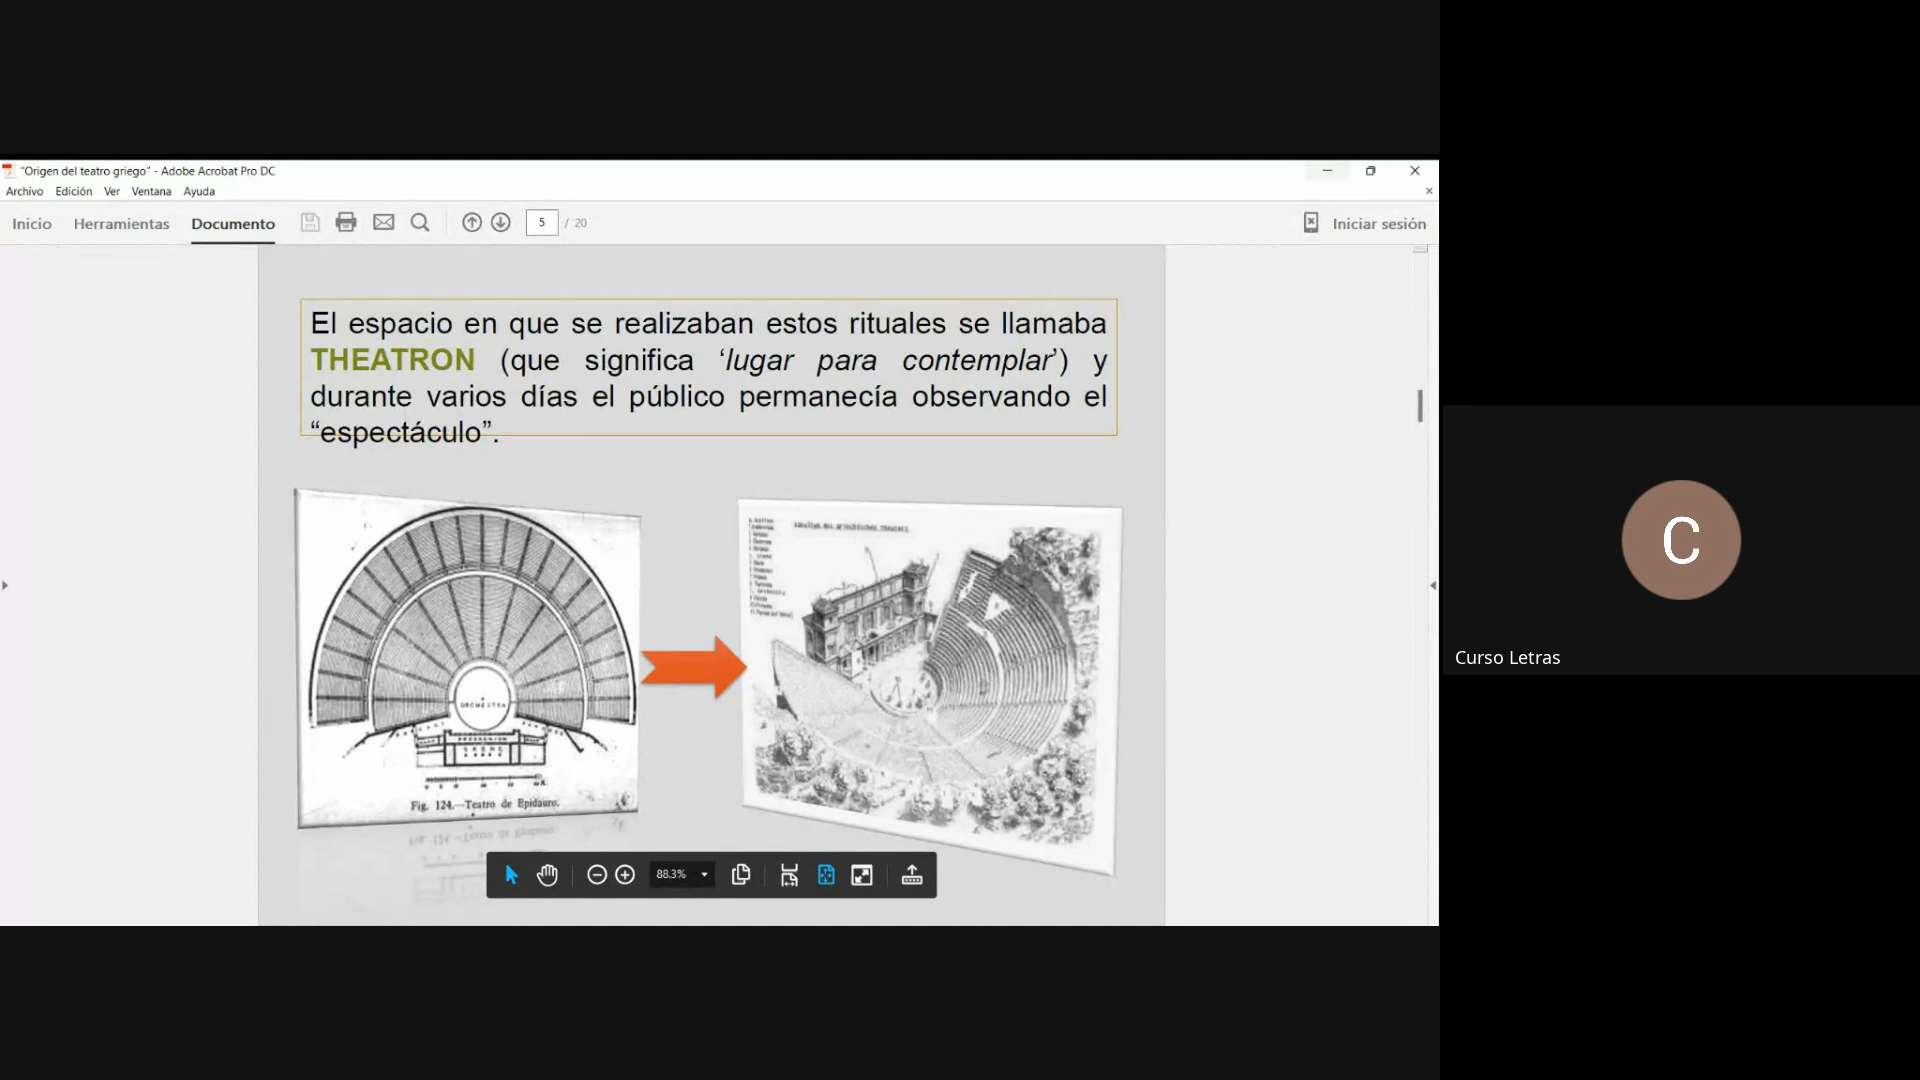 "Origen del teatro griego" - Adobe Acrobat Pro DC
Archivo Edición Ver Ventana Ayuda
Inicio Herramientas Documento 5 / 20 Iniciar sesión
El espacio en que se realizaban estos rituales se llamaba
THEATRON (que significa ‘lugar para contemplar’) y
durante varios días el público permanecía observando el
“espectáculo”.
ORCHESTRA
PROSKENION
SKENE
Fig. 124.—Teatro de Epidauro.
88.3%
C
Curso Letras